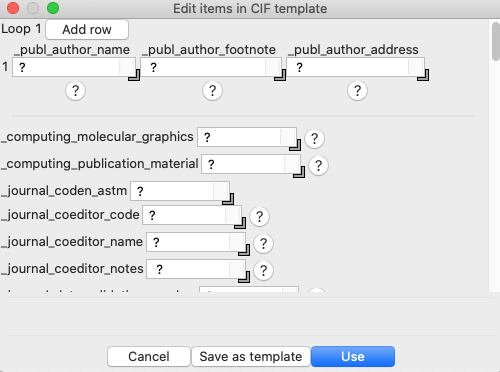 Edit items in CIF template
Loop 1 Add row
_publ_author_name _publ_author_footnote _publ_author_address
1 ? ? ?
? ? ?
_computing_molecular_graphics ? ?
_computing_publication_material ? ?
_journal_coden_astm ?
_journal_coeditor_code ? ?
_journal_coeditor_name ? ?
_journal_coeditor_notes ? ?
Cancel Save as template Use